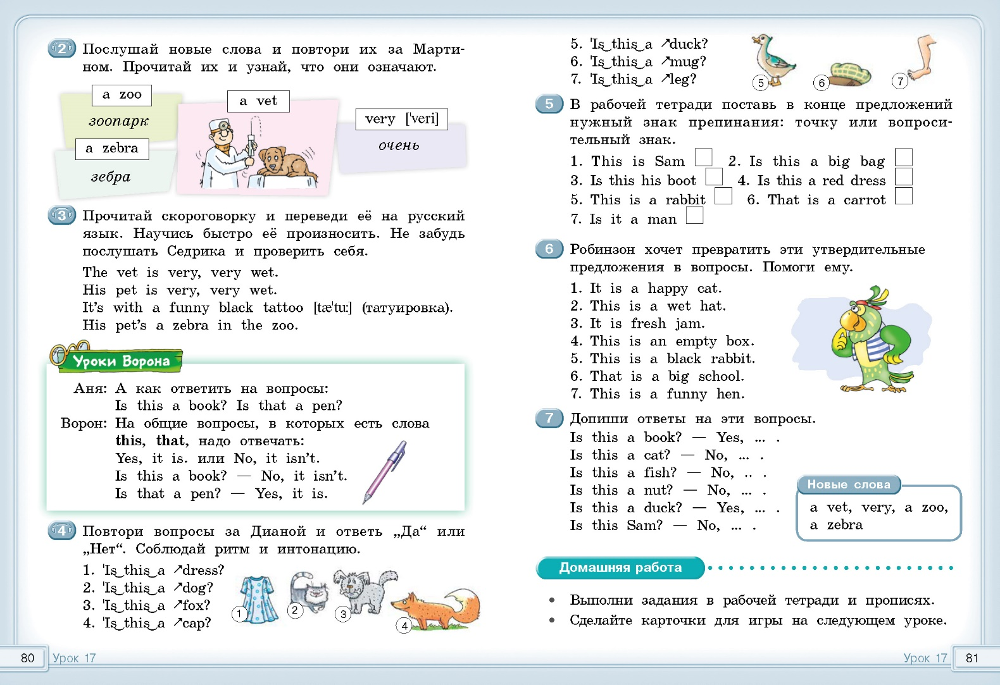 2 Послушай новые слова и повтори их за Марти-
ном. Прочитай их и узнай, что они означают.
a zoo
зоопарк
a zebra
зебра
a vet
very ['veri]
очень
3 Прочитай скороговорку и переведи её на русский
язык. Научись быстро её произносить. Не забудь
послушать Седрика и проверить себя.
The vet is very, very wet.
His pet is very, very wet.
It's with a funny black tattoo [tæ'tu:] (татуировка).
His pet's a zebra in the zoo.
Уроки Ворона
Аня: А как ответить на вопросы:
Is this a book? Is that a pen?
Ворон: На общие вопросы, в которых есть слова
this, that, надо отвечать:
Yes, it is. или No, it isn't.
Is this a book? — No, it isn't.
Is that a pen? — Yes, it is.
4 Повтори вопросы за Дианой и ответь „Да“ или
„Нет“. Соблюдай ритм и интонацию.
1. 'Is‿this‿a ↗dress?
2. 'Is‿this‿a ↗dog?
3. 'Is‿this‿a ↗fox?
4. 'Is‿this‿a ↗cap?
1
2
3
4
80 Урок 17
5. 'Is‿this‿a ↗duck?
6. 'Is‿this‿a ↗mug?
7. 'Is‿this‿a ↗leg?
5
6
7
5 В рабочей тетради поставь в конце предложений
нужный знак препинания: точку или вопроси-
тельный знак.
1. This is Sam 2. Is this a big bag
3. Is this his boot 4. Is this a red dress
5. This is a rabbit 6. That is a carrot
7. Is it a man
6 Робинзон хочет превратить эти утвердительные
предложения в вопросы. Помоги ему.
1. It is a happy cat.
2. This is a wet hat.
3. It is fresh jam.
4. This is an empty box.
5. This is a black rabbit.
6. That is a big school.
7. This is a funny hen.
7 Допиши ответы на эти вопросы.
Is this a book? — Yes, ... .
Is this a cat? — No, ... .
Is this a fish? — No, .. .
Is this a nut? — No, ... .
Is this a duck? — Yes, ... .
Is this Sam? — No, ... .
Новые слова
a vet, very, a zoo,
a zebra
Домашняя работа
• Выполни задания в рабочей тетради и прописях.
• Сделайте карточки для игры на следующем уроке.
Урок 17 81